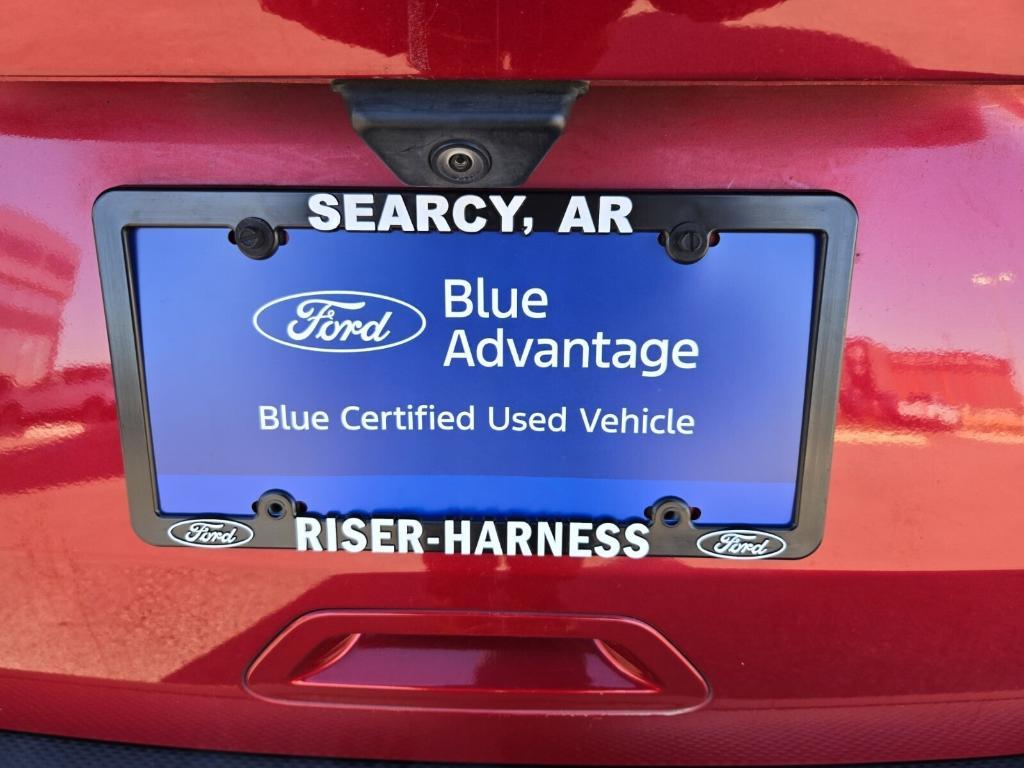 SEARCY, AR
Ford
Blue
Advantage
Blue Certified Used Vehicle
Ford RISER-HARNESS Ford